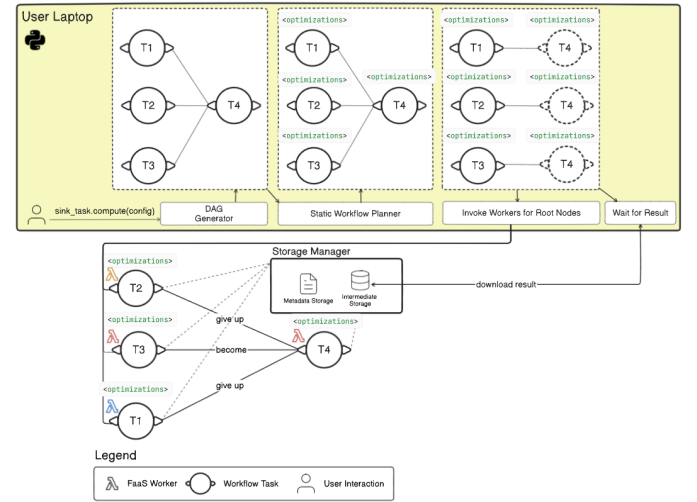 User Laptop
T1
T2
T3
T4
<optimizations>
T1
<optimizations>
T2
<optimizations>
T3
<optimizations>
T4
<optimizations>
T1
<optimizations>
T4
<optimizations>
T2
<optimizations>
T4
<optimizations>
T3
<optimizations>
T4
sink_task.compute(config)
DAG
Generator
Static Workflow Planner
Invoke Workers for Root Nodes
Wait for Result
Storage Manager
Metadata Storage
Intermediate
Storage
download result
<optimizations>
λ
T2
give up
<optimizations>
λ
T3
become
<optimizations>
λ
T4
<optimizations>
λ
T1
give up
Legend
λ
FaaS Worker
Workflow Task
User Interaction